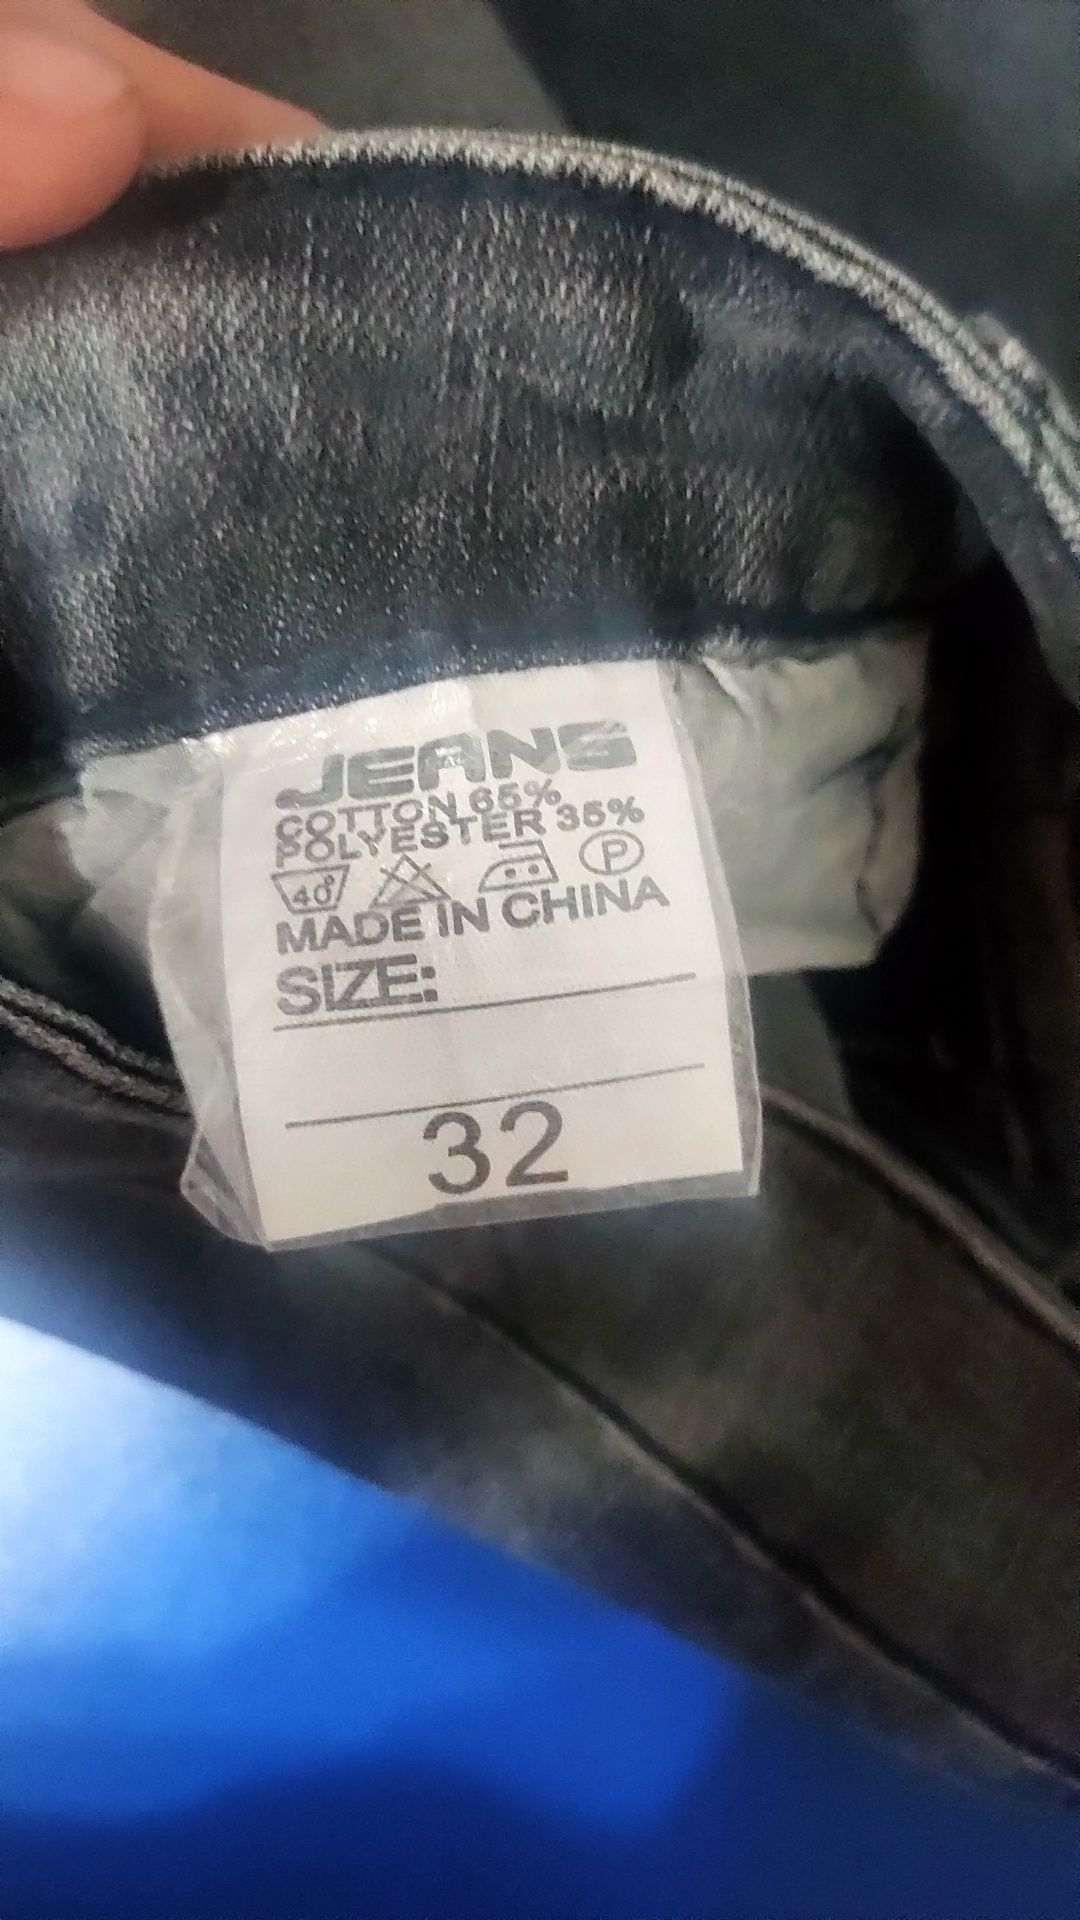 JEANS
COTTON 65%
POLYESTER 35%
40° P
MADE IN CHINA
SIZE:
32